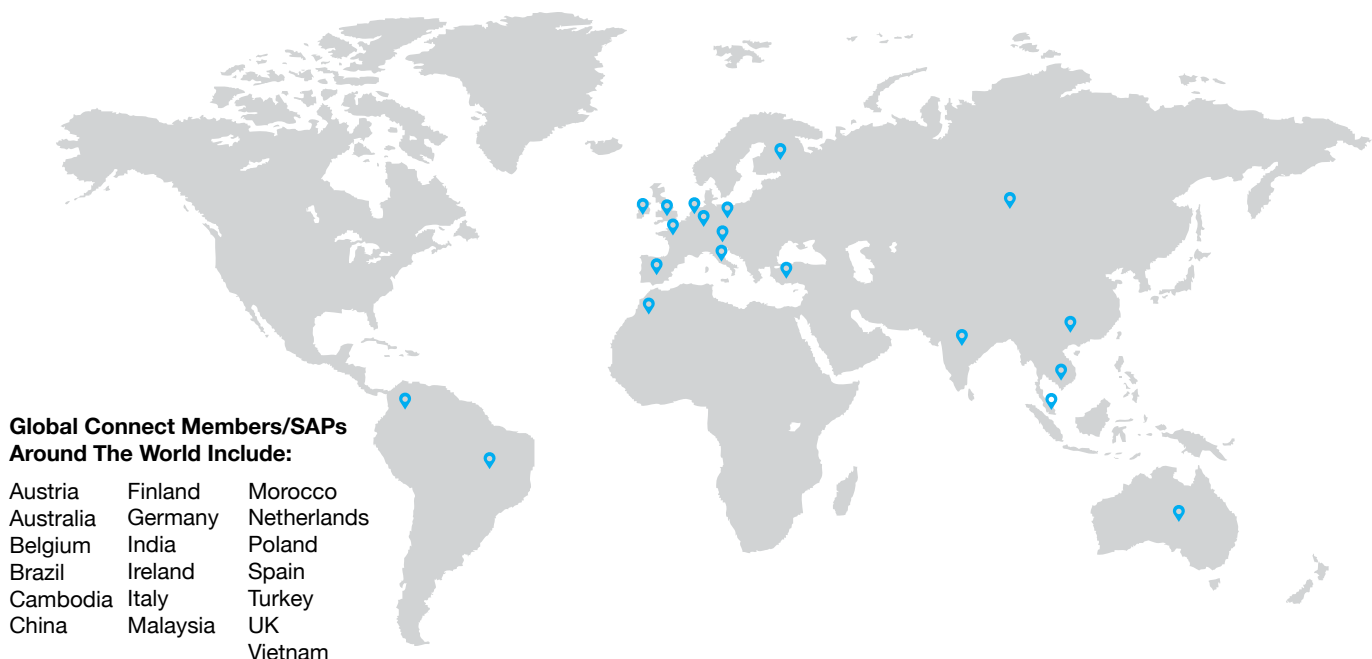 Global Connect Members/SAPs
Around The World Include:
Austria
Australia
Belgium
Brazil
Cambodia
China
Finland
Germany
India
Ireland
Italy
Malaysia
Morocco
Netherlands
Poland
Spain
Turkey
UK
Vietnam